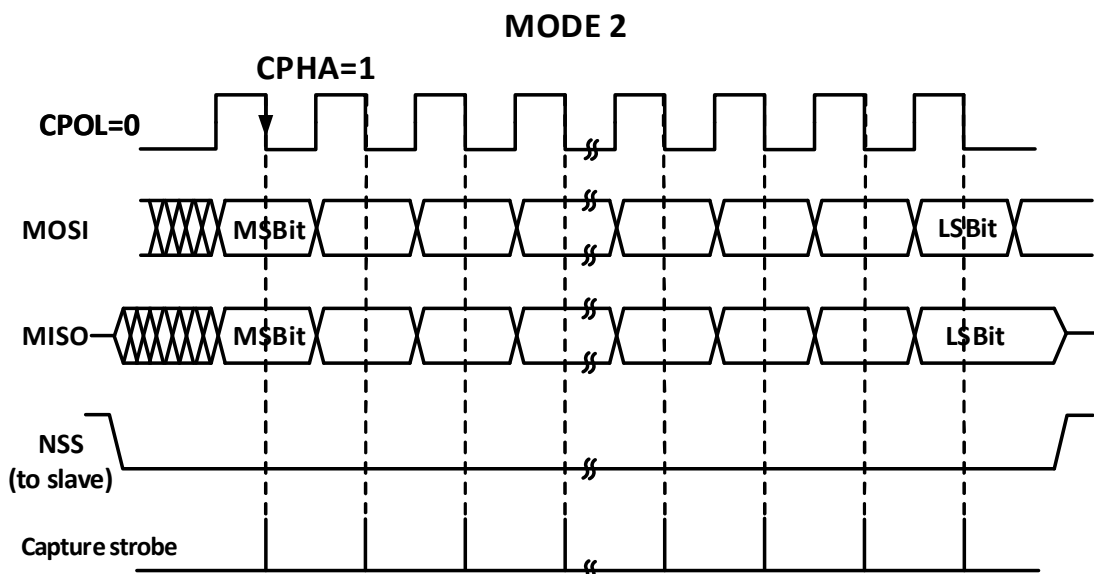 MODE 2
CPHA=1
CPOL=0
MOSI
MSBit
LSBit
MISO
MSBit
LSBit
NSS
(to slave)
Capture strobe